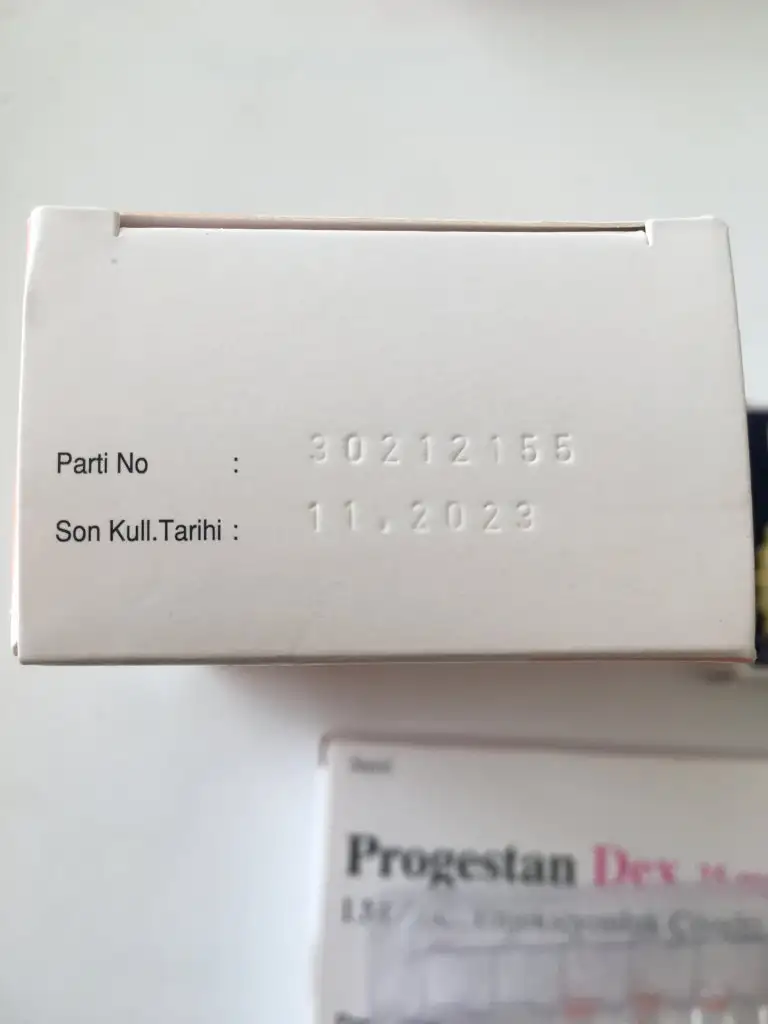 Parti No : 30212155
Son Kull.Tarihi : 11.2023
Progestan Dex